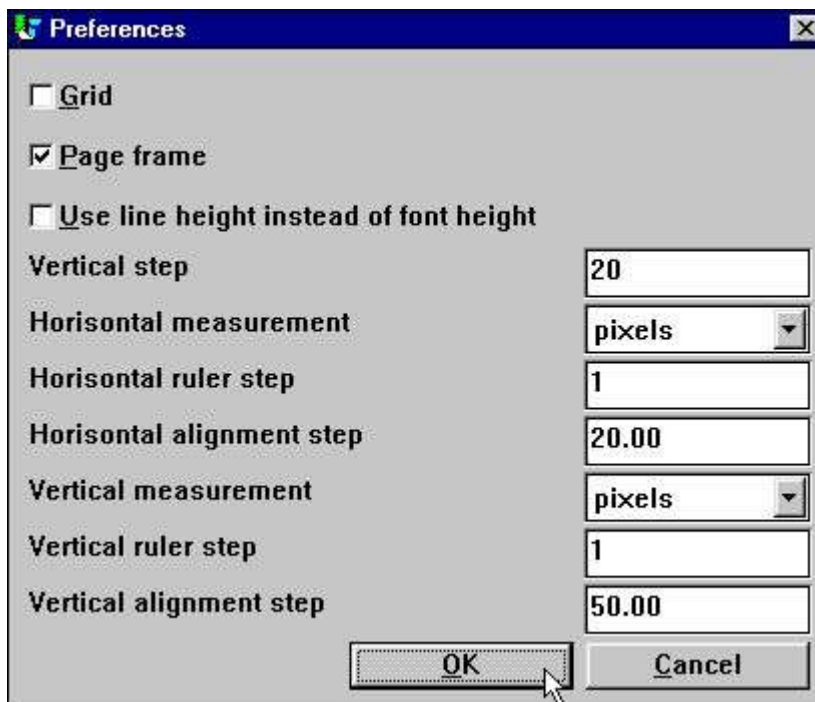 Preferences
Grid
Page frame
Use line height instead of font height
Vertical step 20
Horisontal measurement pixels
Horisontal ruler step 1
Horisontal alignment step 20.00
Vertical measurement pixels
Vertical ruler step 1
Vertical alignment step 50.00
OK Cancel